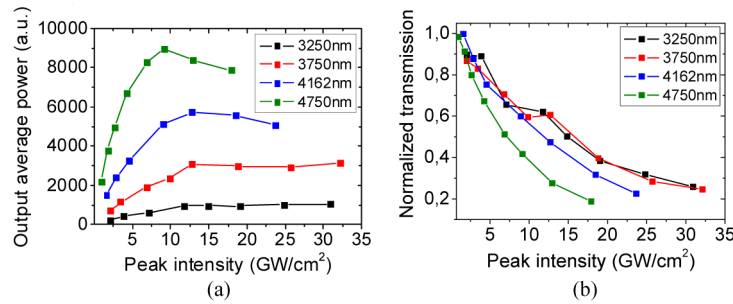 (a)
Output average power (a.u.)
10000
8000
6000
4000
2000
0
3250nm
3750nm
4162nm
4750nm
5 10 15 20 25 30 35
Peak intensity (GW/cm²)
(a)
(b)
Normalized transmission
1,0
0,8
0,6
0,4
0,2
3250nm
3750nm
4162nm
4750nm
5 10 15 20 25 30 35
Peak intensity (GW/cm²)
(b)